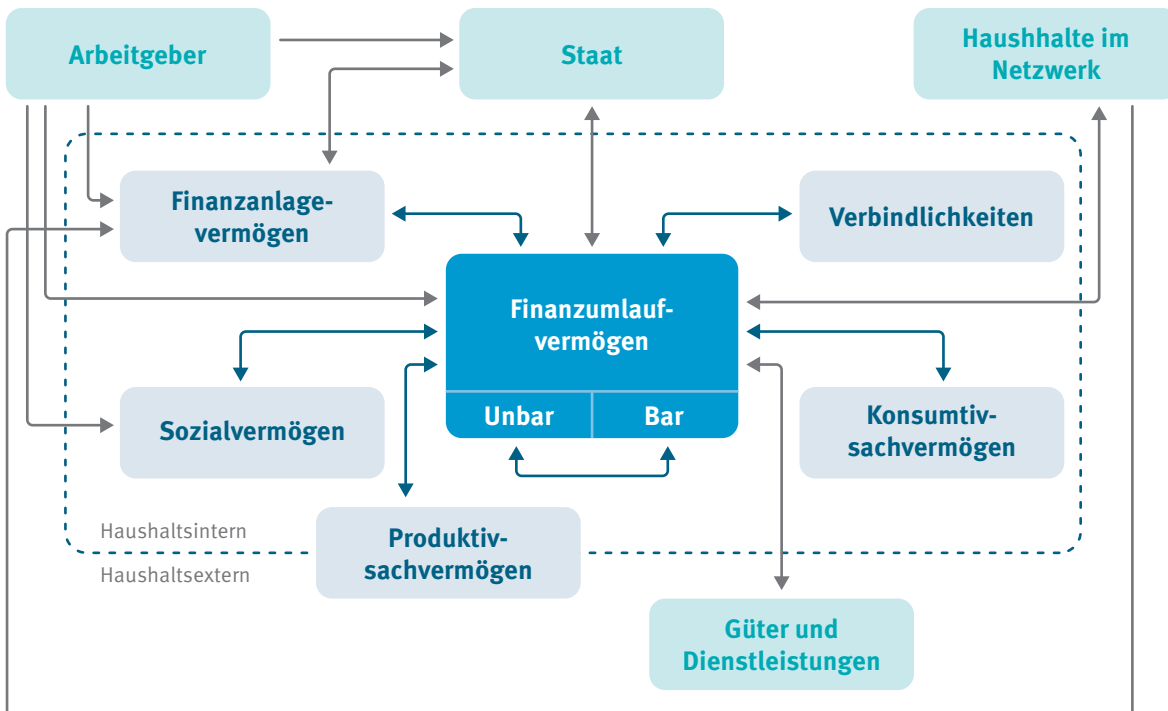 Arbeitgeber
Staat
Haushhalte im
Netzwerk
Finanzanlage-
vermögen
Verbindlichkeiten
Finanzumlauf-
vermögen
Unbar
Bar
Sozialvermögen
Konsumtiv-
sachvermögen
Produktiv-
sachvermögen
Haushaltsintern
Haushaltsextern
Güter und
Dienstleistungen